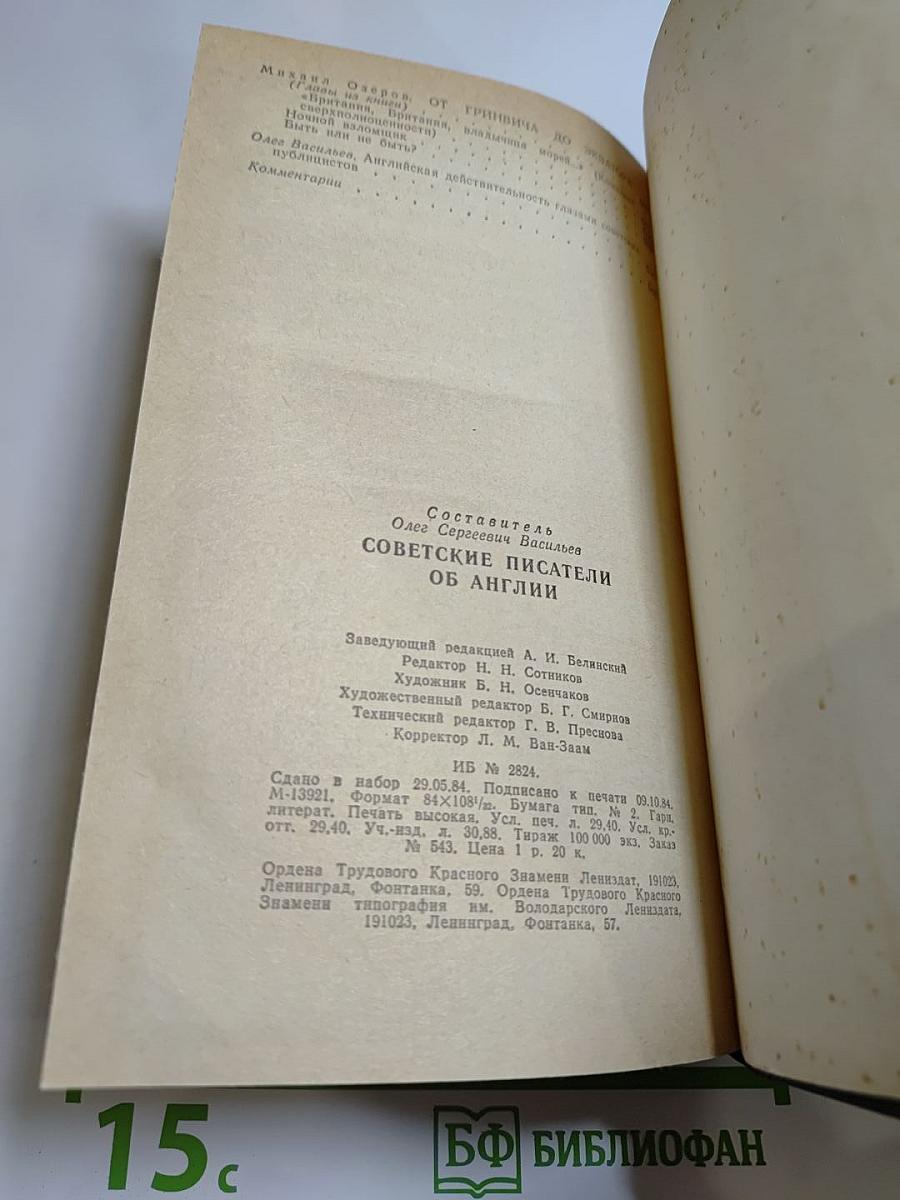 Михаил Озеров. ОТ ГРИНВИЧА ДО
(Главы из книги)
«Британия, Британия, владычица морей...»
сверхполноценности)
Ночной взломщик
Быть или не быть?
Олег Васильев. Английская действительность глазами советских
публицистов
Комментарии
Составитель
Олег Сергеевич Васильев
СОВЕТСКИЕ ПИСАТЕЛИ
ОБ АНГЛИИ
Заведующий редакцией А. И. Белинский
Редактор Н. Н. Сотников
Художник Б. Н. Осенчаков
Художественный редактор Б. Г. Смирнов
Технический редактор Г. В. Преснова
Корректор Л. М. Ван-Заам
ИБ № 2824.
Сдано в набор 29.05.84. Подписано к печати 09.10.84.
М-13921. Формат 84×108¹/₃₂. Бумага тип. № 2. Гарн.
литерат. Печать высокая. Усл. печ. л. 29,40. Усл. кр.-
отт. 29,40. Уч.-изд. л. 30,88. Тираж 100 000 экз. Заказ
№ 543. Цена 1 р. 20 к.
Ордена Трудового Красного Знамени Лениздат, 191023,
Ленинград, Фонтанка, 59. Ордена Трудового Красного
Знамени типография им. Володарского Лениздата,
191023, Ленинград, Фонтанка, 57.
15 с
БФ БИБЛИОФАН